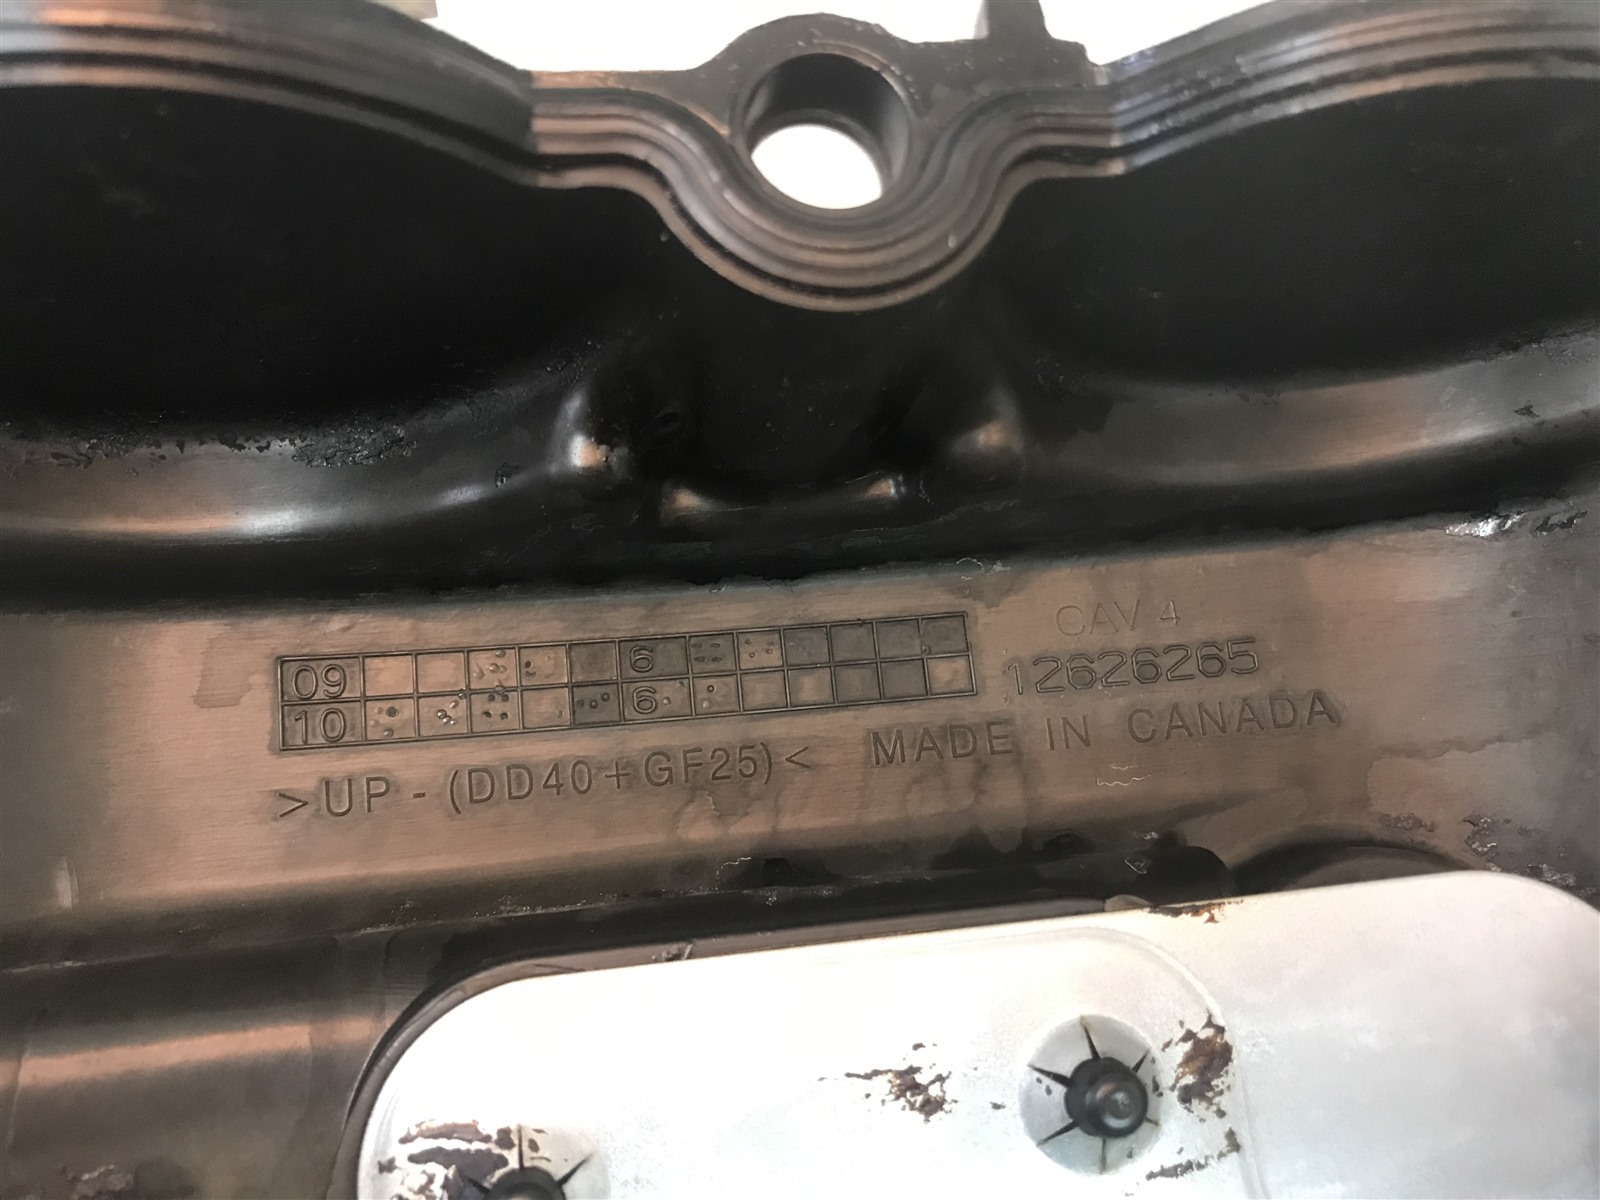 CAV 4
09 6
10 6
12626265
>UP-(DD40+GF25)< MADE IN CANADA